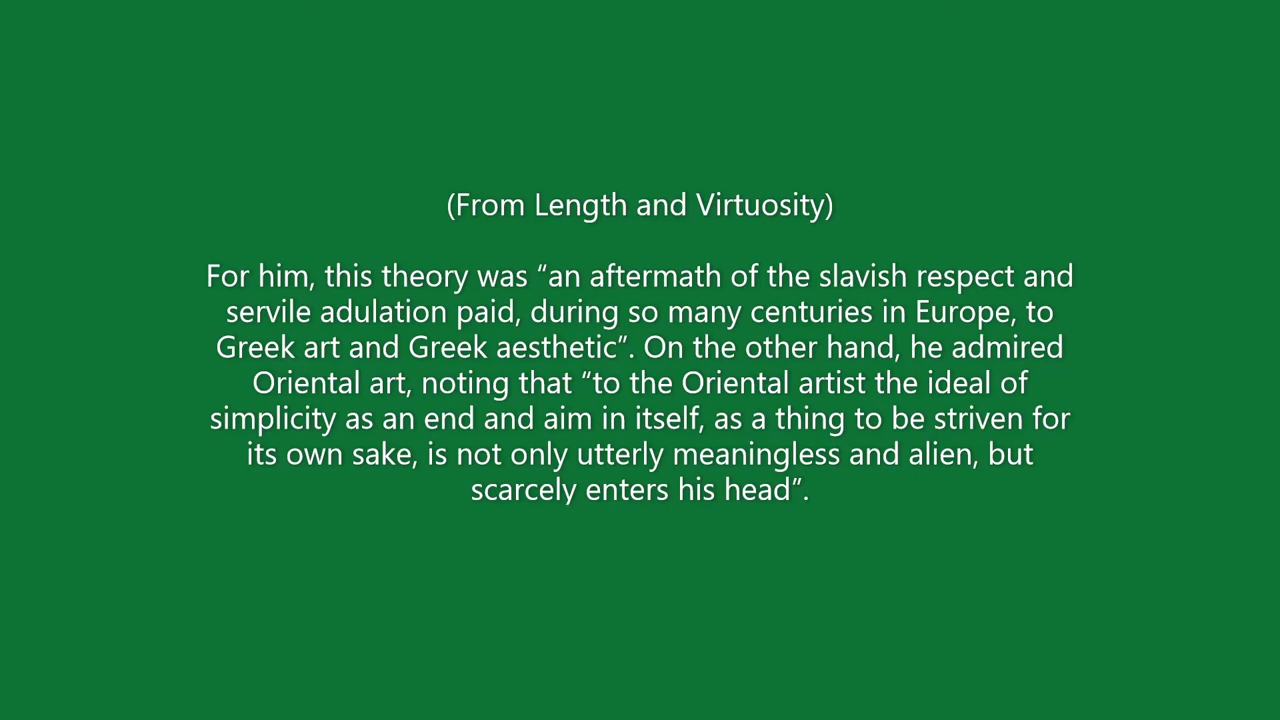 (From Length and Virtuosity)
For him, this theory was “an aftermath of the slavish respect and
servile adulation paid, during so many centuries in Europe, to
Greek art and Greek aesthetic”. On the other hand, he admired
Oriental art, noting that “to the Oriental artist the ideal of
simplicity as an end and aim in itself, as a thing to be striven for
its own sake, is not only utterly meaningless and alien, but
scarcely enters his head”.